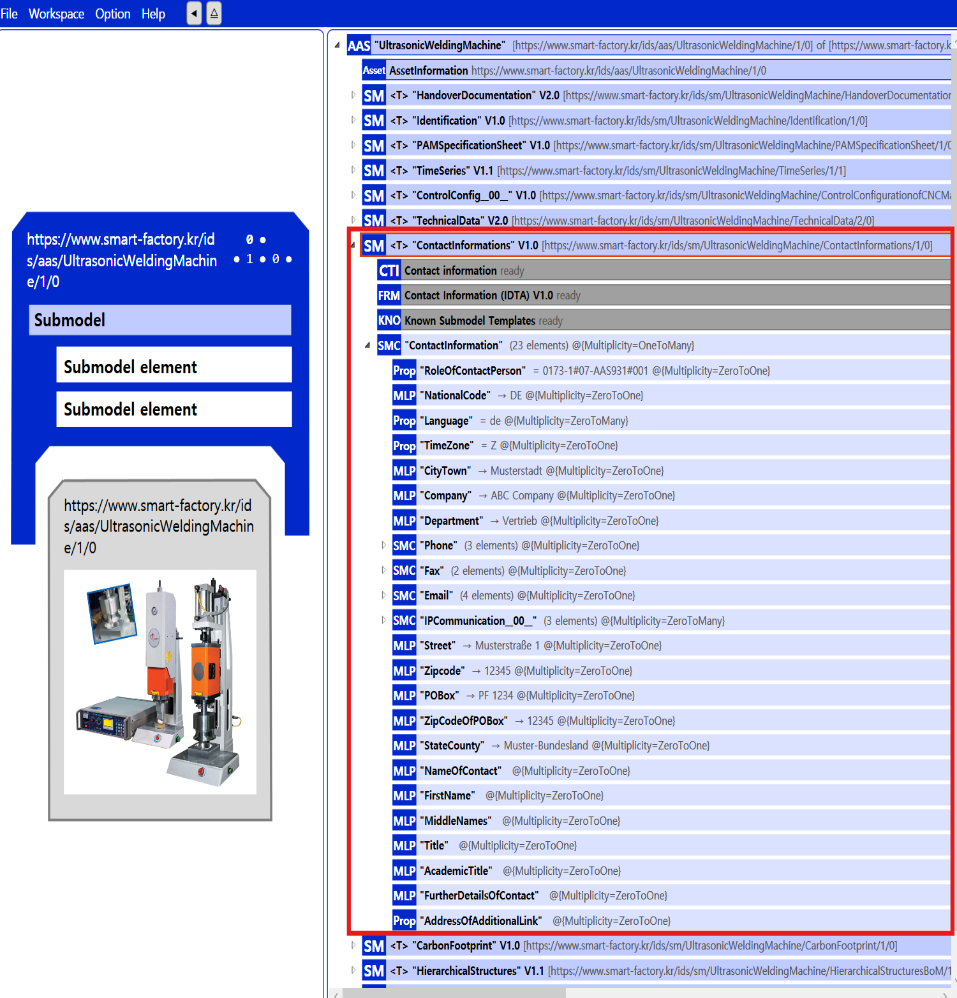 File Workspace Option Help
https://www.smart-factory.kr/id
s/aas/UltrasonicWeldingMachin
e/1/0
0
1 0
Submodel
Submodel element
Submodel element
https://www.smart-factory.kr/id
s/aas/UltrasonicWeldingMachin
e/1/0
AAS "UltrasonicWeldingMachine" [https://www.smart-factory.kr/ids/aas/UltrasonicWeldingMachine/1/0] of [https://www.smart-factory.k
Asset AssetInformation https://www.smart-factory.kr/ids/aas/UltrasonicWeldingMachine/1/0
SM <T> "HandoverDocumentation" V2.0 [https://www.smart-factory.kr/ids/sm/UltrasonicWeldingMachine/HandoverDocumentation
SM <T> "Identification" V1.0 [https://www.smart-factory.kr/ids/sm/UltrasonicWeldingMachine/Identification/1/0]
SM <T> "PAMSpecificationSheet" V1.0 [https://www.smart-factory.kr/ids/sm/UltrasonicWeldingMachine/PAMSpecificationSheet/1/0
SM <T> "TimeSeries" V1.1 [https://www.smart-factory.kr/ids/sm/UltrasonicWeldingMachine/TimeSeries/1/1]
SM <T> "ControlConfig__00__" V1.0 [https://www.smart-factory.kr/ids/sm/UltrasonicWeldingMachine/ControlConfigurationofCNCMa
SM <T> "TechnicalData" V2.0 [https://www.smart-factory.kr/ids/sm/UltrasonicWeldingMachine/TechnicalData/2/0]
SM <T> "ContactInformations" V1.0 [https://www.smart-factory.kr/ids/sm/UltrasonicWeldingMachine/ContactInformations/1/0]
CTI Contact information ready
FRM Contact Information (IDTA) V1.0 ready
KNO Known Submodel Templates ready
SMC "ContactInformation" (23 elements) @{Multiplicity=OneToMany}
Prop "RoleOfContactPerson" = 0173-1#07-AAS931#001 @{Multiplicity=ZeroToOne}
MLP "NationalCode" → DE @{Multiplicity=ZeroToOne}
Prop "Language" = de @{Multiplicity=ZeroToMany}
Prop "TimeZone" = Z @{Multiplicity=ZeroToOne}
MLP "CityTown" → Musterstadt @{Multiplicity=ZeroToOne}
MLP "Company" → ABC Company @{Multiplicity=ZeroToOne}
MLP "Department" → Vertrieb @{Multiplicity=ZeroToOne}
SMC "Phone" (3 elements) @{Multiplicity=ZeroToOne}
SMC "Fax" (2 elements) @{Multiplicity=ZeroToOne}
SMC "Email" (4 elements) @{Multiplicity=ZeroToOne}
SMC "IPCommunication__00__" (3 elements) @{Multiplicity=ZeroToMany}
MLP "Street" → Musterstraße 1 @{Multiplicity=ZeroToOne}
MLP "Zipcode" → 12345 @{Multiplicity=ZeroToOne}
MLP "POBox" → PF 1234 @{Multiplicity=ZeroToOne}
MLP "ZipCodeOfPOBox" → 12345 @{Multiplicity=ZeroToOne}
MLP "StateCounty" → Muster-Bundesland @{Multiplicity=ZeroToOne}
MLP "NameOfContact" @{Multiplicity=ZeroToOne}
MLP "FirstName" @{Multiplicity=ZeroToOne}
MLP "MiddleNames" @{Multiplicity=ZeroToOne}
MLP "Title" @{Multiplicity=ZeroToOne}
MLP "AcademicTitle" @{Multiplicity=ZeroToOne}
MLP "FurtherDetailsOfContact" @{Multiplicity=ZeroToOne}
Prop "AddressOfAdditionalLink" @{Multiplicity=ZeroToOne}
SM <T> "CarbonFootprint" V1.0 [https://www.smart-factory.kr/ids/sm/UltrasonicWeldingMachine/CarbonFootprint/1/0]
SM <T> "HierarchicalStructures" V1.1 [https://www.smart-factory.kr/ids/sm/UltrasonicWeldingMachine/HierarchicalStructuresBoM/1